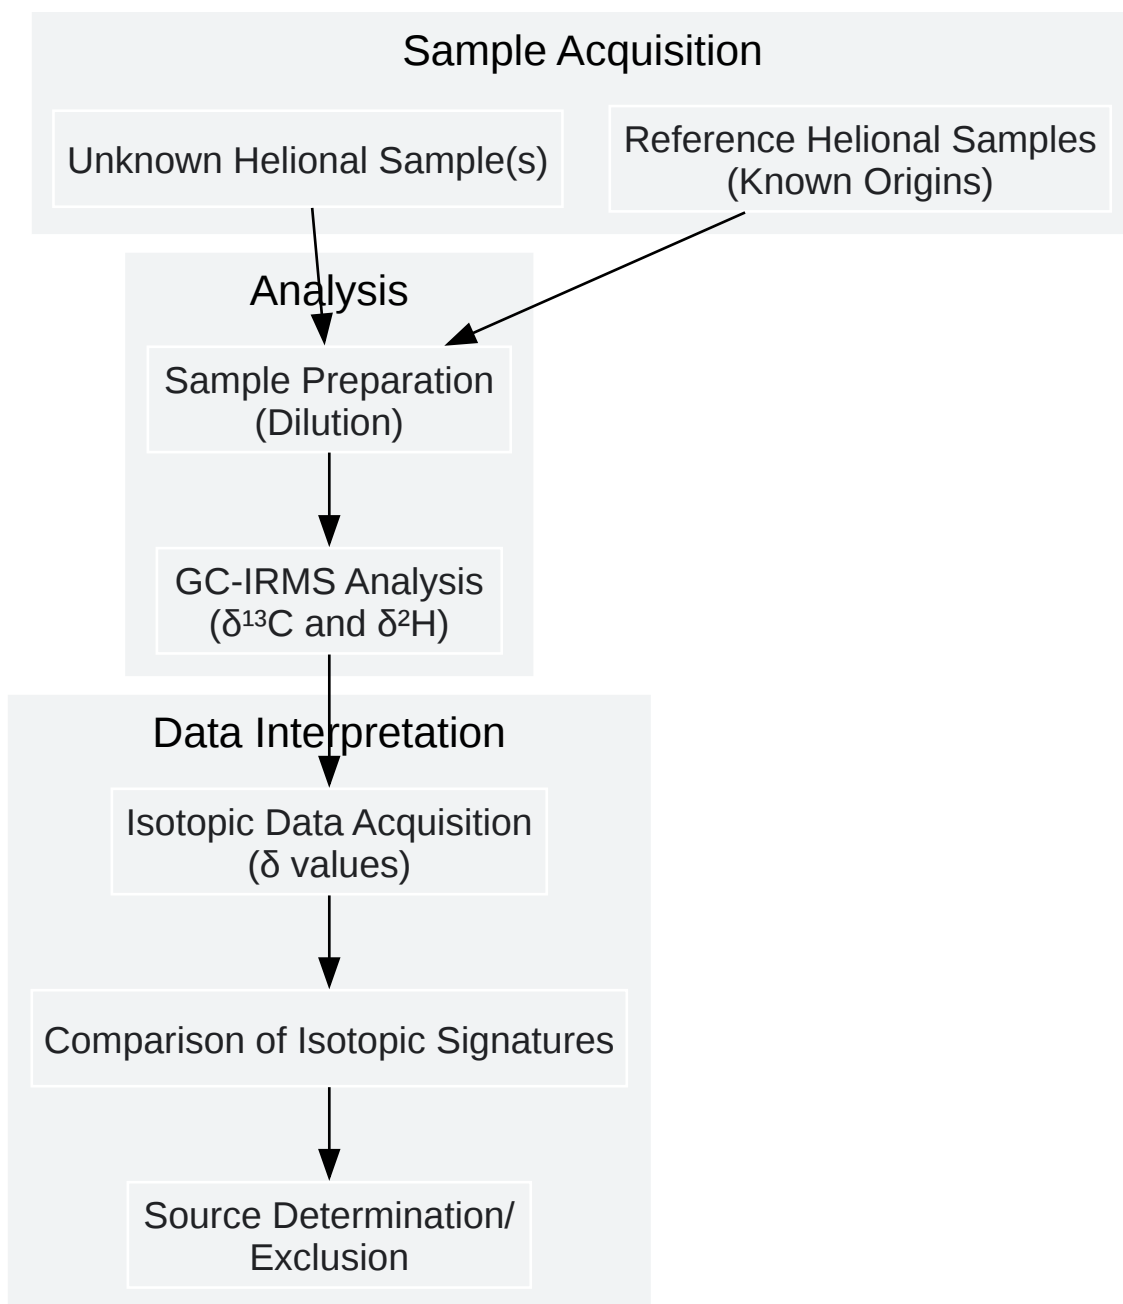 Sample Acquisition
Unknown Helional Sample(s)
Reference Helional Samples
(Known Origins)
Analysis
Sample Preparation
(Dilution)
GC-IRMS Analysis
(δ¹³C and δ²H)
Data Interpretation
Isotopic Data Acquisition
(δ values)
Comparison of Isotopic Signatures
Source Determination/
Exclusion